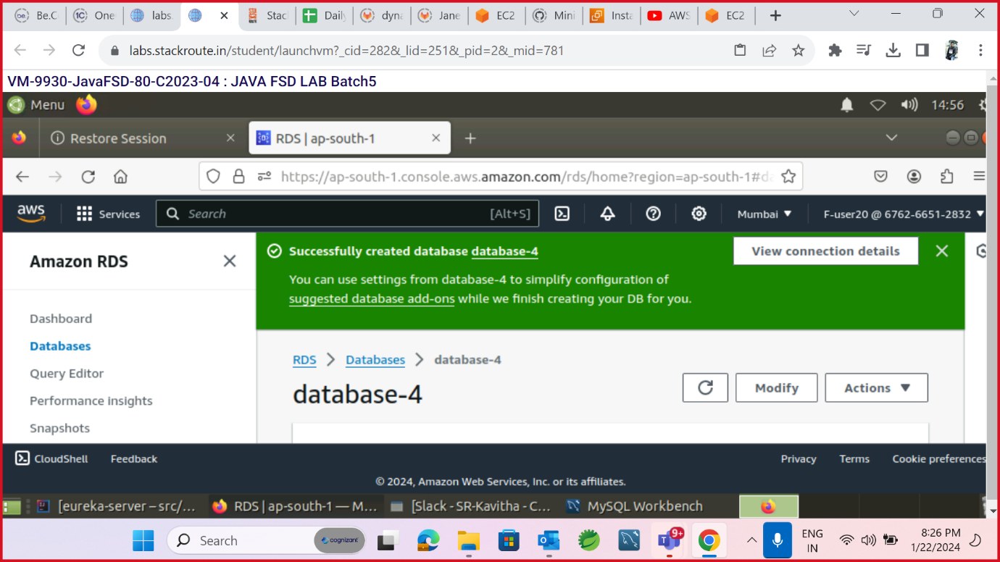 Be.C
One
labs.
Stac
Daily
dyna
Jane
EC2
Mini
Insta
AWS
EC2
labs.stackroute.in/student/launchvm?_cid=282&_lid=251&_pid=2&_mid=781
VM-9930-JavaFSD-80-C2023-04 : JAVA FSD LAB Batch5
Menu 14:56
Restore Session RDS | ap-south-1
https://ap-south-1.console.aws.amazon.com/rds/home?region=ap-south-1#da
aws Services Search [Alt+S] Mumbai F-user20 @ 6762-6651-2832
Amazon RDS
Dashboard
Databases
Query Editor
Performance insights
Snapshots
Successfully created database database-4 View connection details
You can use settings from database-4 to simplify configuration of
suggested database add-ons while we finish creating your DB for you.
RDS Databases database-4
database-4 Modify Actions
CloudShell Feedback Privacy Terms Cookie preferences
© 2024, Amazon Web Services, Inc. or its affiliates.
[eureka-server – src/... RDS | ap-south-1 — M... [Slack - SR-Kavitha - C... MySQL Workbench
Search cognizant 9+ ENG 8:26 PM
IN 1/22/2024